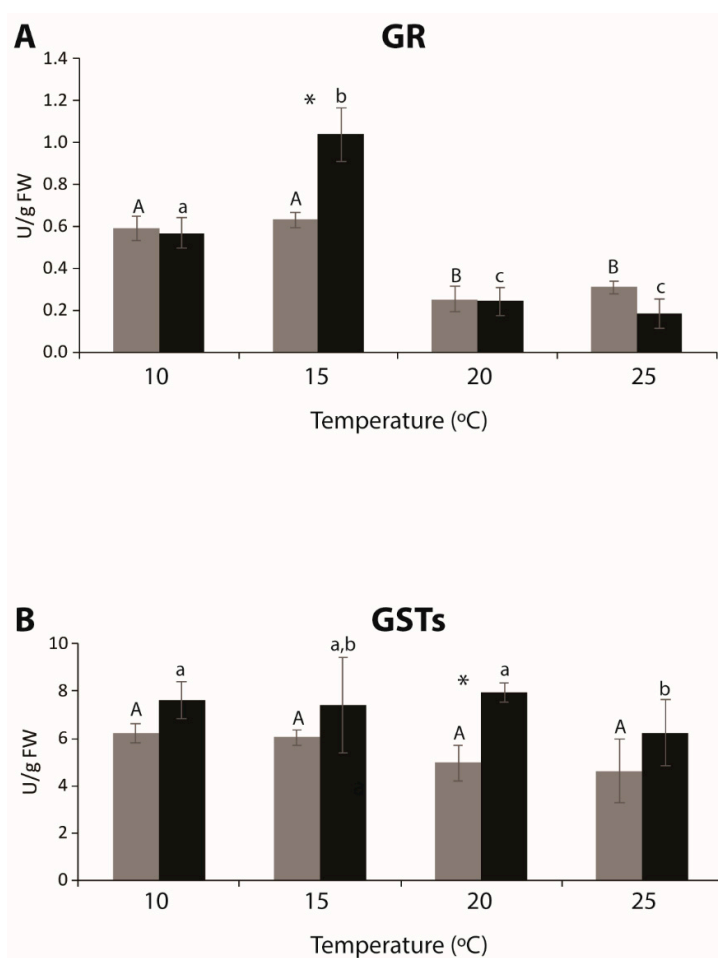 A GR
1.4
1.2
* b
1.0
0.8
U/g FW
A a A
0.6
0.4
B c B c
0.2
0.0
10 15 20 25
Temperature (ºC)
B GSTs
10
a a,b a
8
* b
U/g FW
A A A A
6
4
2
0
10 15 20 25
Temperature (ºC)